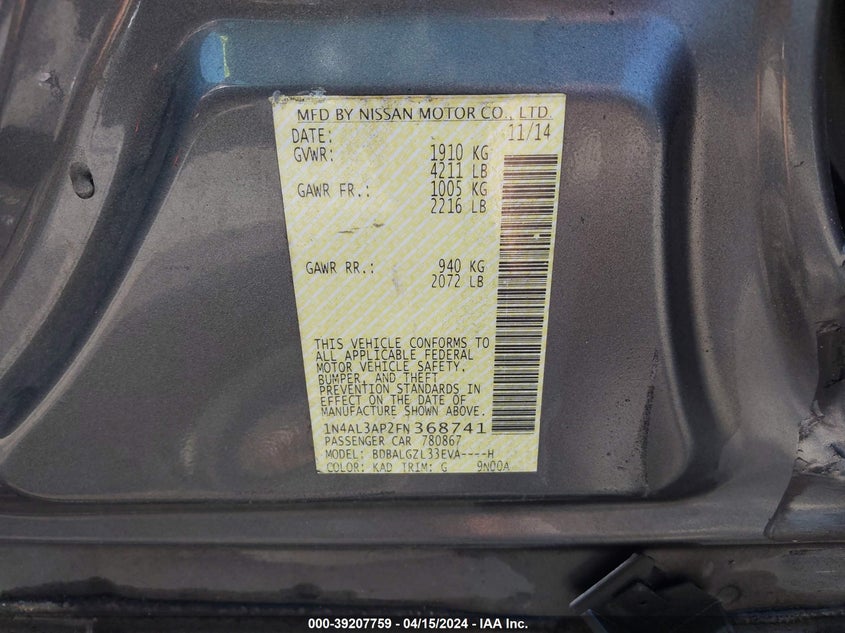 MFD BY NISSAN MOTOR CO., LTD.
DATE: 11/14
GVWR: 1910 KG
4211 LB
GAWR FR.: 1005 KG
2216 LB
GAWR RR.: 940 KG
2072 LB
THIS VEHICLE CONFORMS TO
ALL APPLICABLE FEDERAL
MOTOR VEHICLE SAFETY,
BUMPER, AND THEFT
PREVENTION STANDARDS IN
EFFECT ON THE DATE OF
MANUFACTURE SHOWN ABOVE.
1N4AL3AP2FN368741
PASSENGER CAR 780867
MODEL: BDBALGZL33EVA----H
COLOR: KAD TRIM: G 9N00A
000-39207759 - 04/15/2024 - IAA Inc.